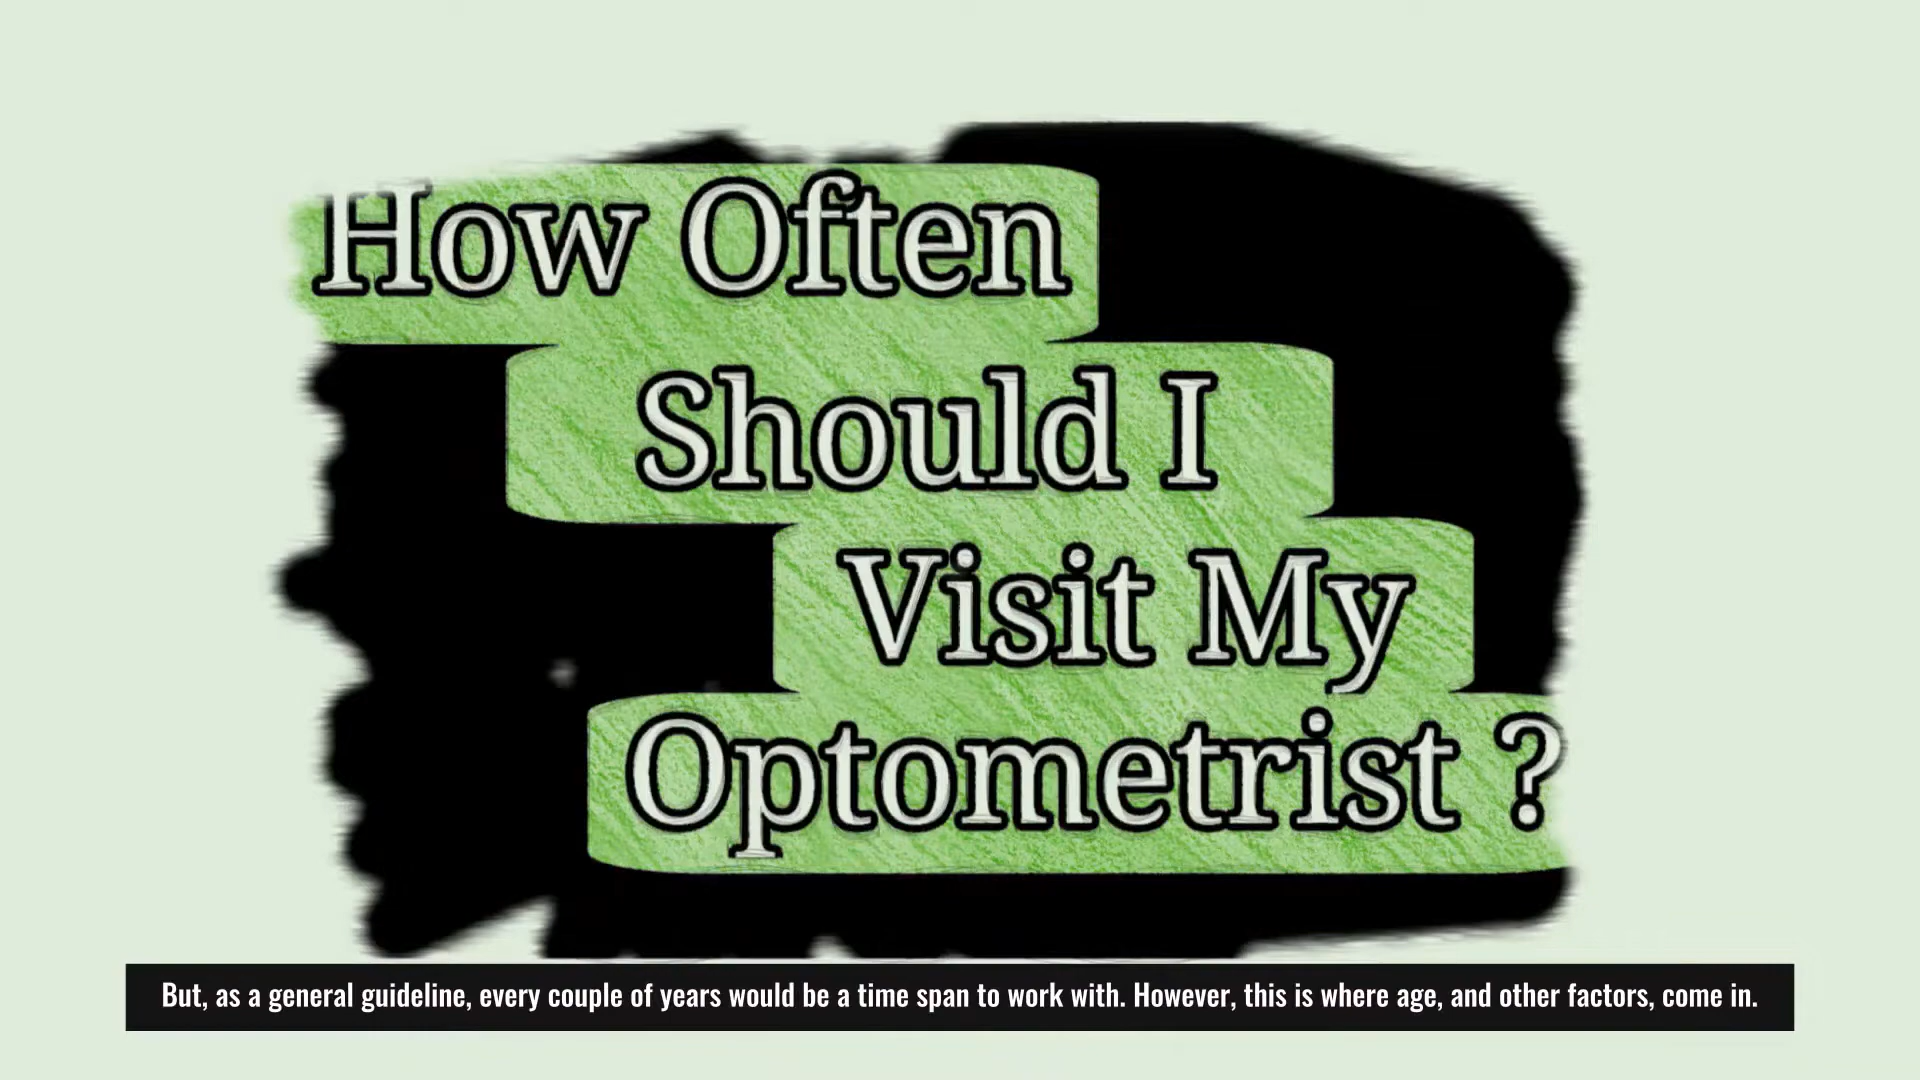 How Often
Should I
Visit My
Optometrist ?
But, as a general guideline, every couple of years would be a time span to work with. However, this is where age, and other factors, come in.